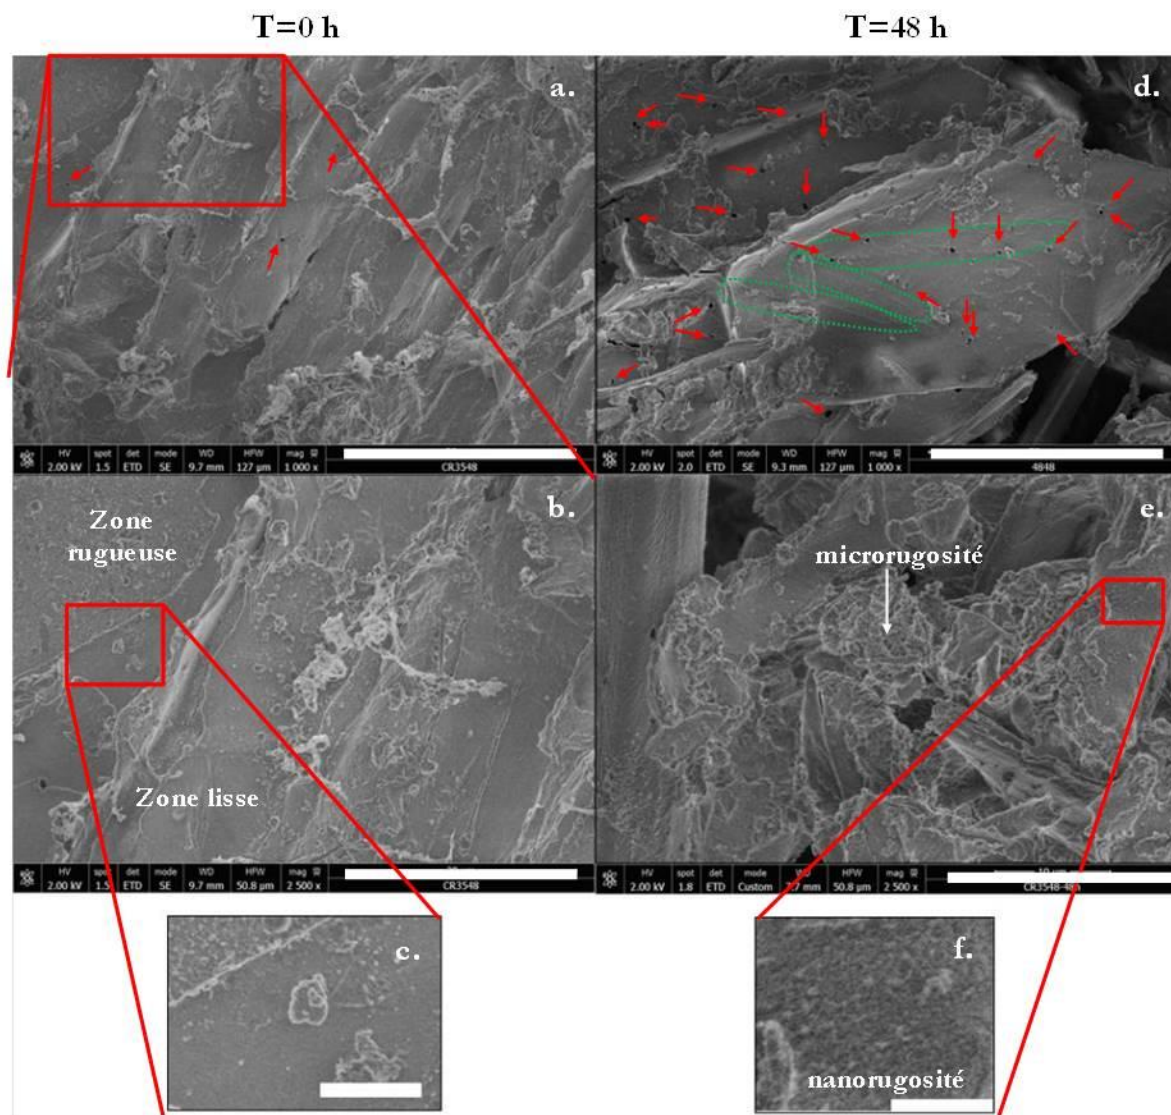 T=0 h
T=48 h
a.
HV spot det mode WD HFW mag
2.00 kV 1.5 ETD SE 9.7 mm 127 µm 1 000 x
CR3548
d.
HV spot det mode WD HFW mag
2.00 kV 2.0 ETD SE 9.3 mm 127 µm 1 000 x
4848
b.
Zone
rugueuse
Zone lisse
HV spot det mode WD HFW mag
2.00 kV 1.5 ETD SE 9.7 mm 50.8 µm 2 500 x
CR3548
e.
microrugosité
HV spot det mode WD HFW mag
2.00 kV 1.8 ETD Custom 50.8 µm 2 500 x
CR3548-48h
c.
f.
nanorugosité